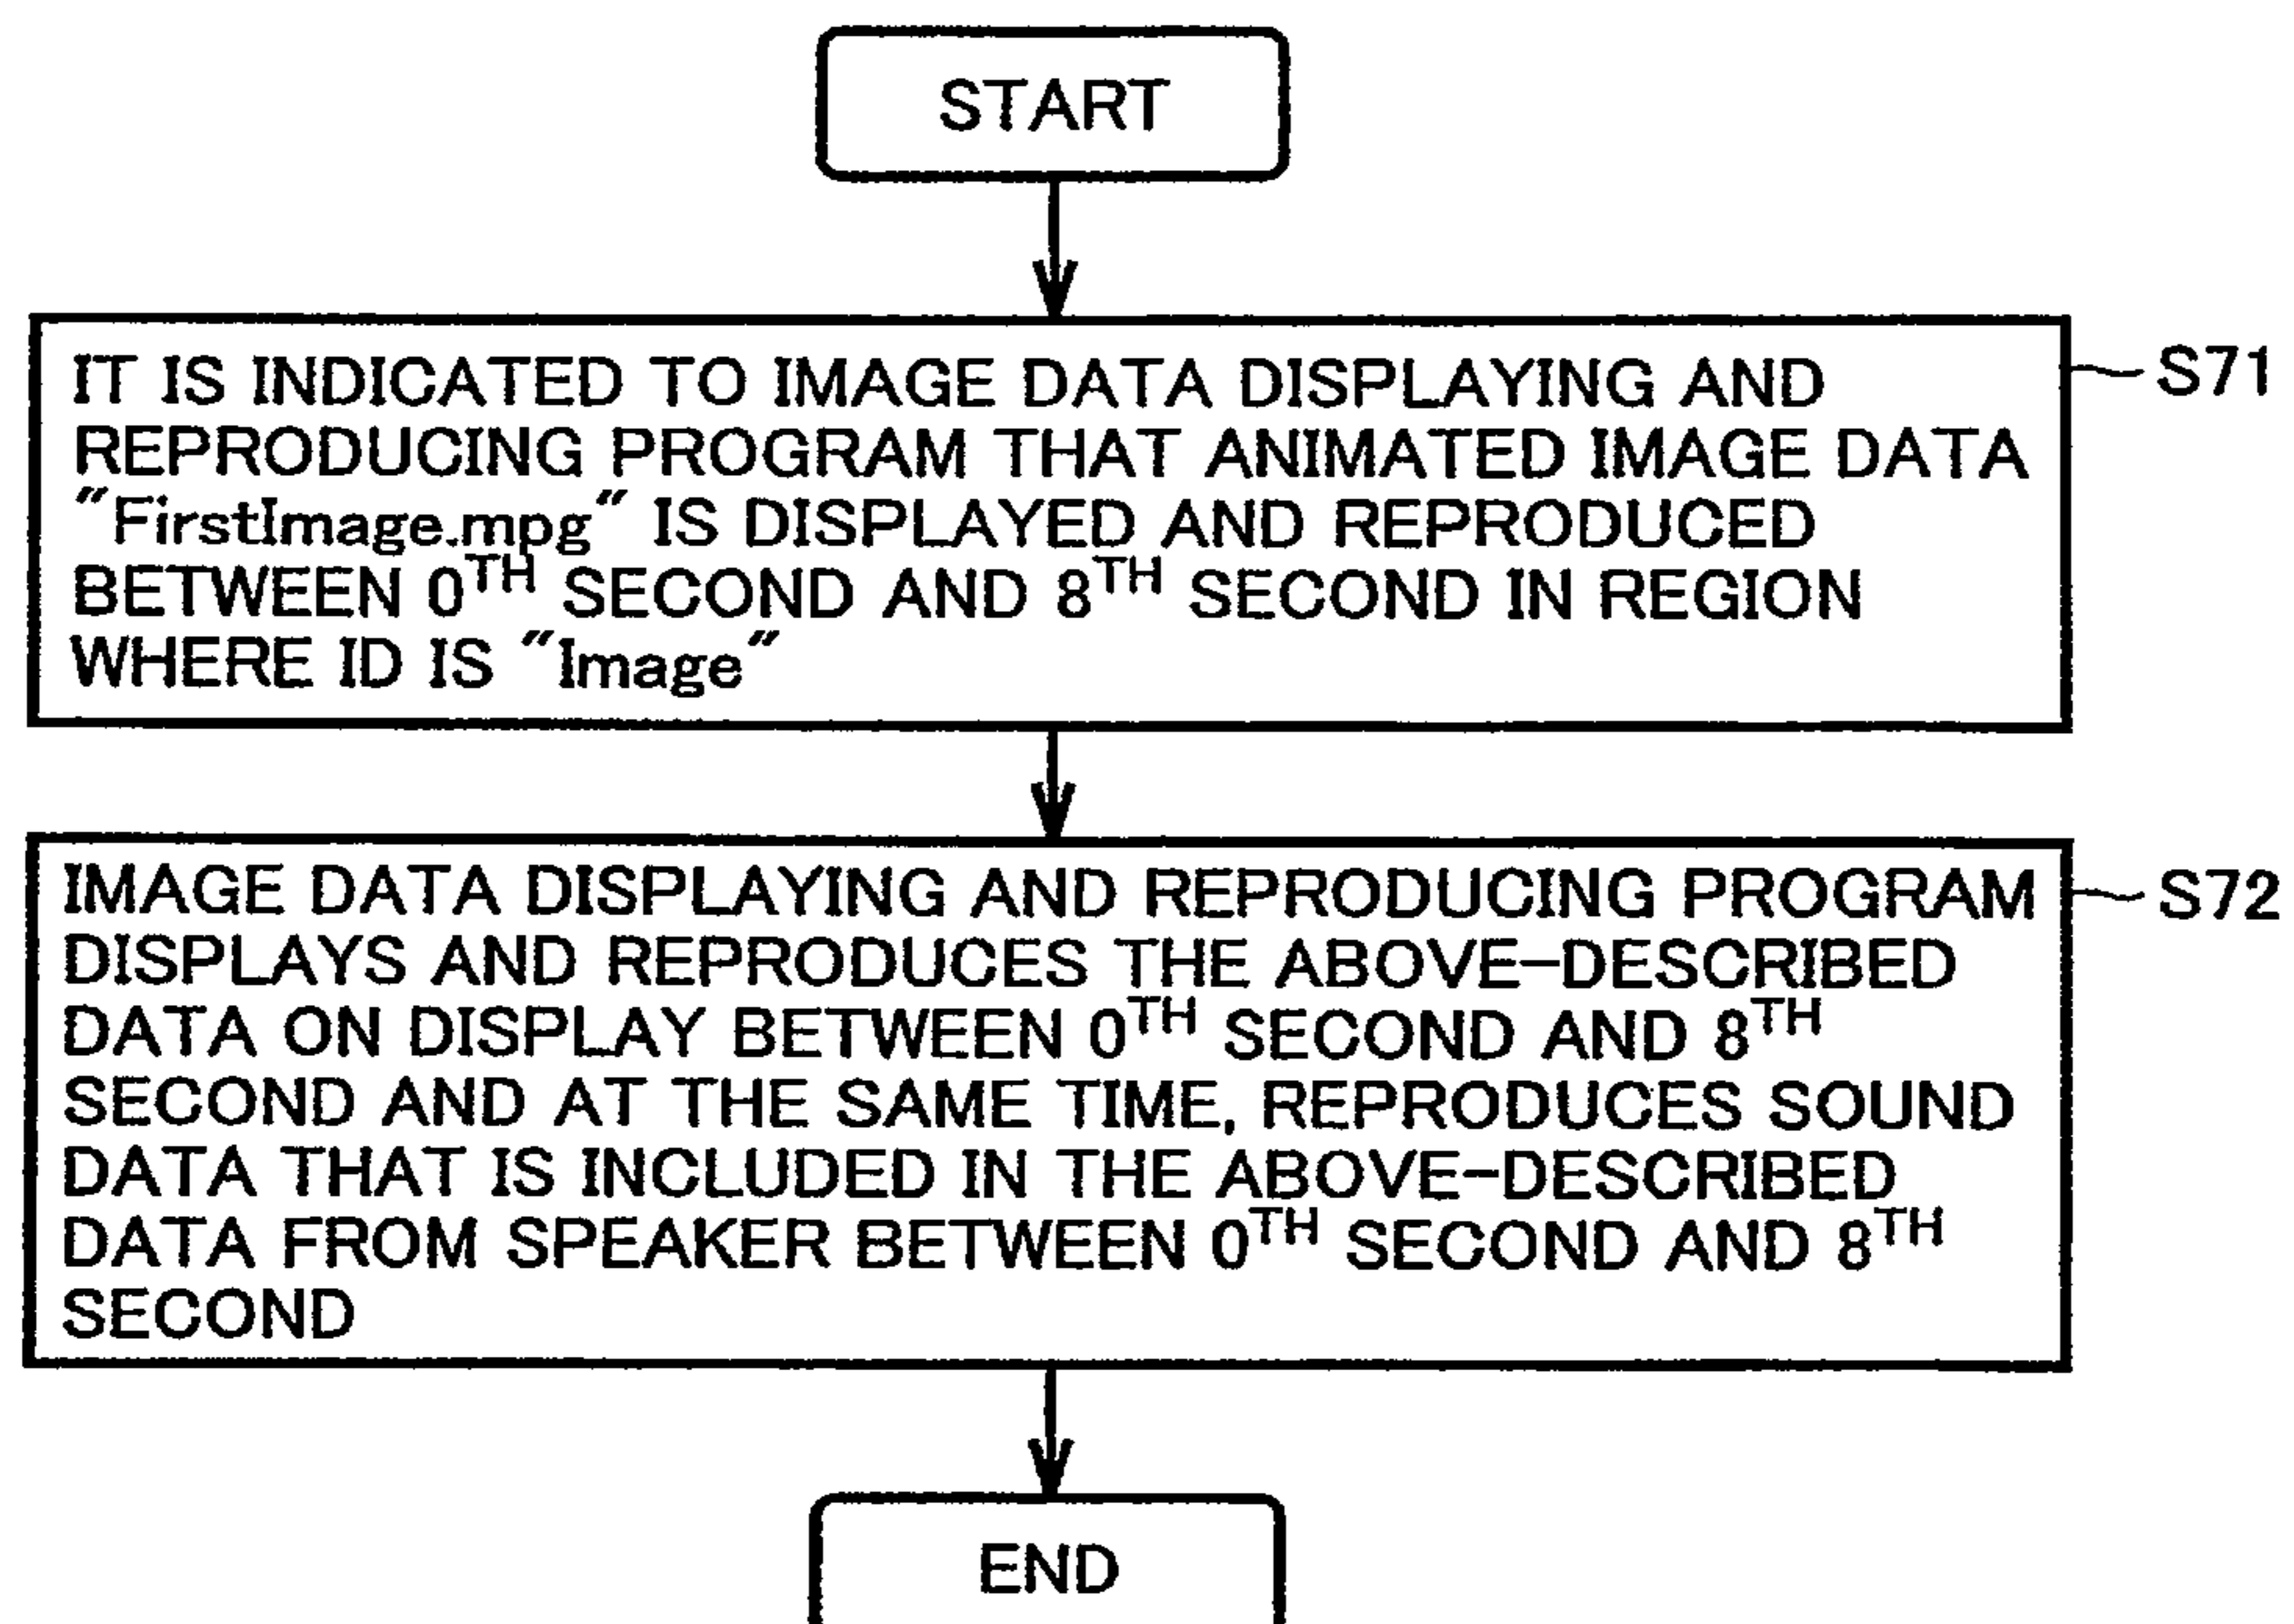 START
IT IS INDICATED TO IMAGE DATA DISPLAYING AND
REPRODUCING PROGRAM THAT ANIMATED IMAGE DATA
"FirstImage.mpg" IS DISPLAYED AND REPRODUCED
BETWEEN 0TH SECOND AND 8TH SECOND IN REGION
WHERE ID IS "Image"
S71
IMAGE DATA DISPLAYING AND REPRODUCING PROGRAM
DISPLAYS AND REPRODUCES THE ABOVE-DESCRIBED
DATA ON DISPLAY BETWEEN 0TH SECOND AND 8TH
SECOND AND AT THE SAME TIME, REPRODUCES SOUND
DATA THAT IS INCLUDED IN THE ABOVE-DESCRIBED
DATA FROM SPEAKER BETWEEN 0TH SECOND AND 8TH
SECOND
S72
END